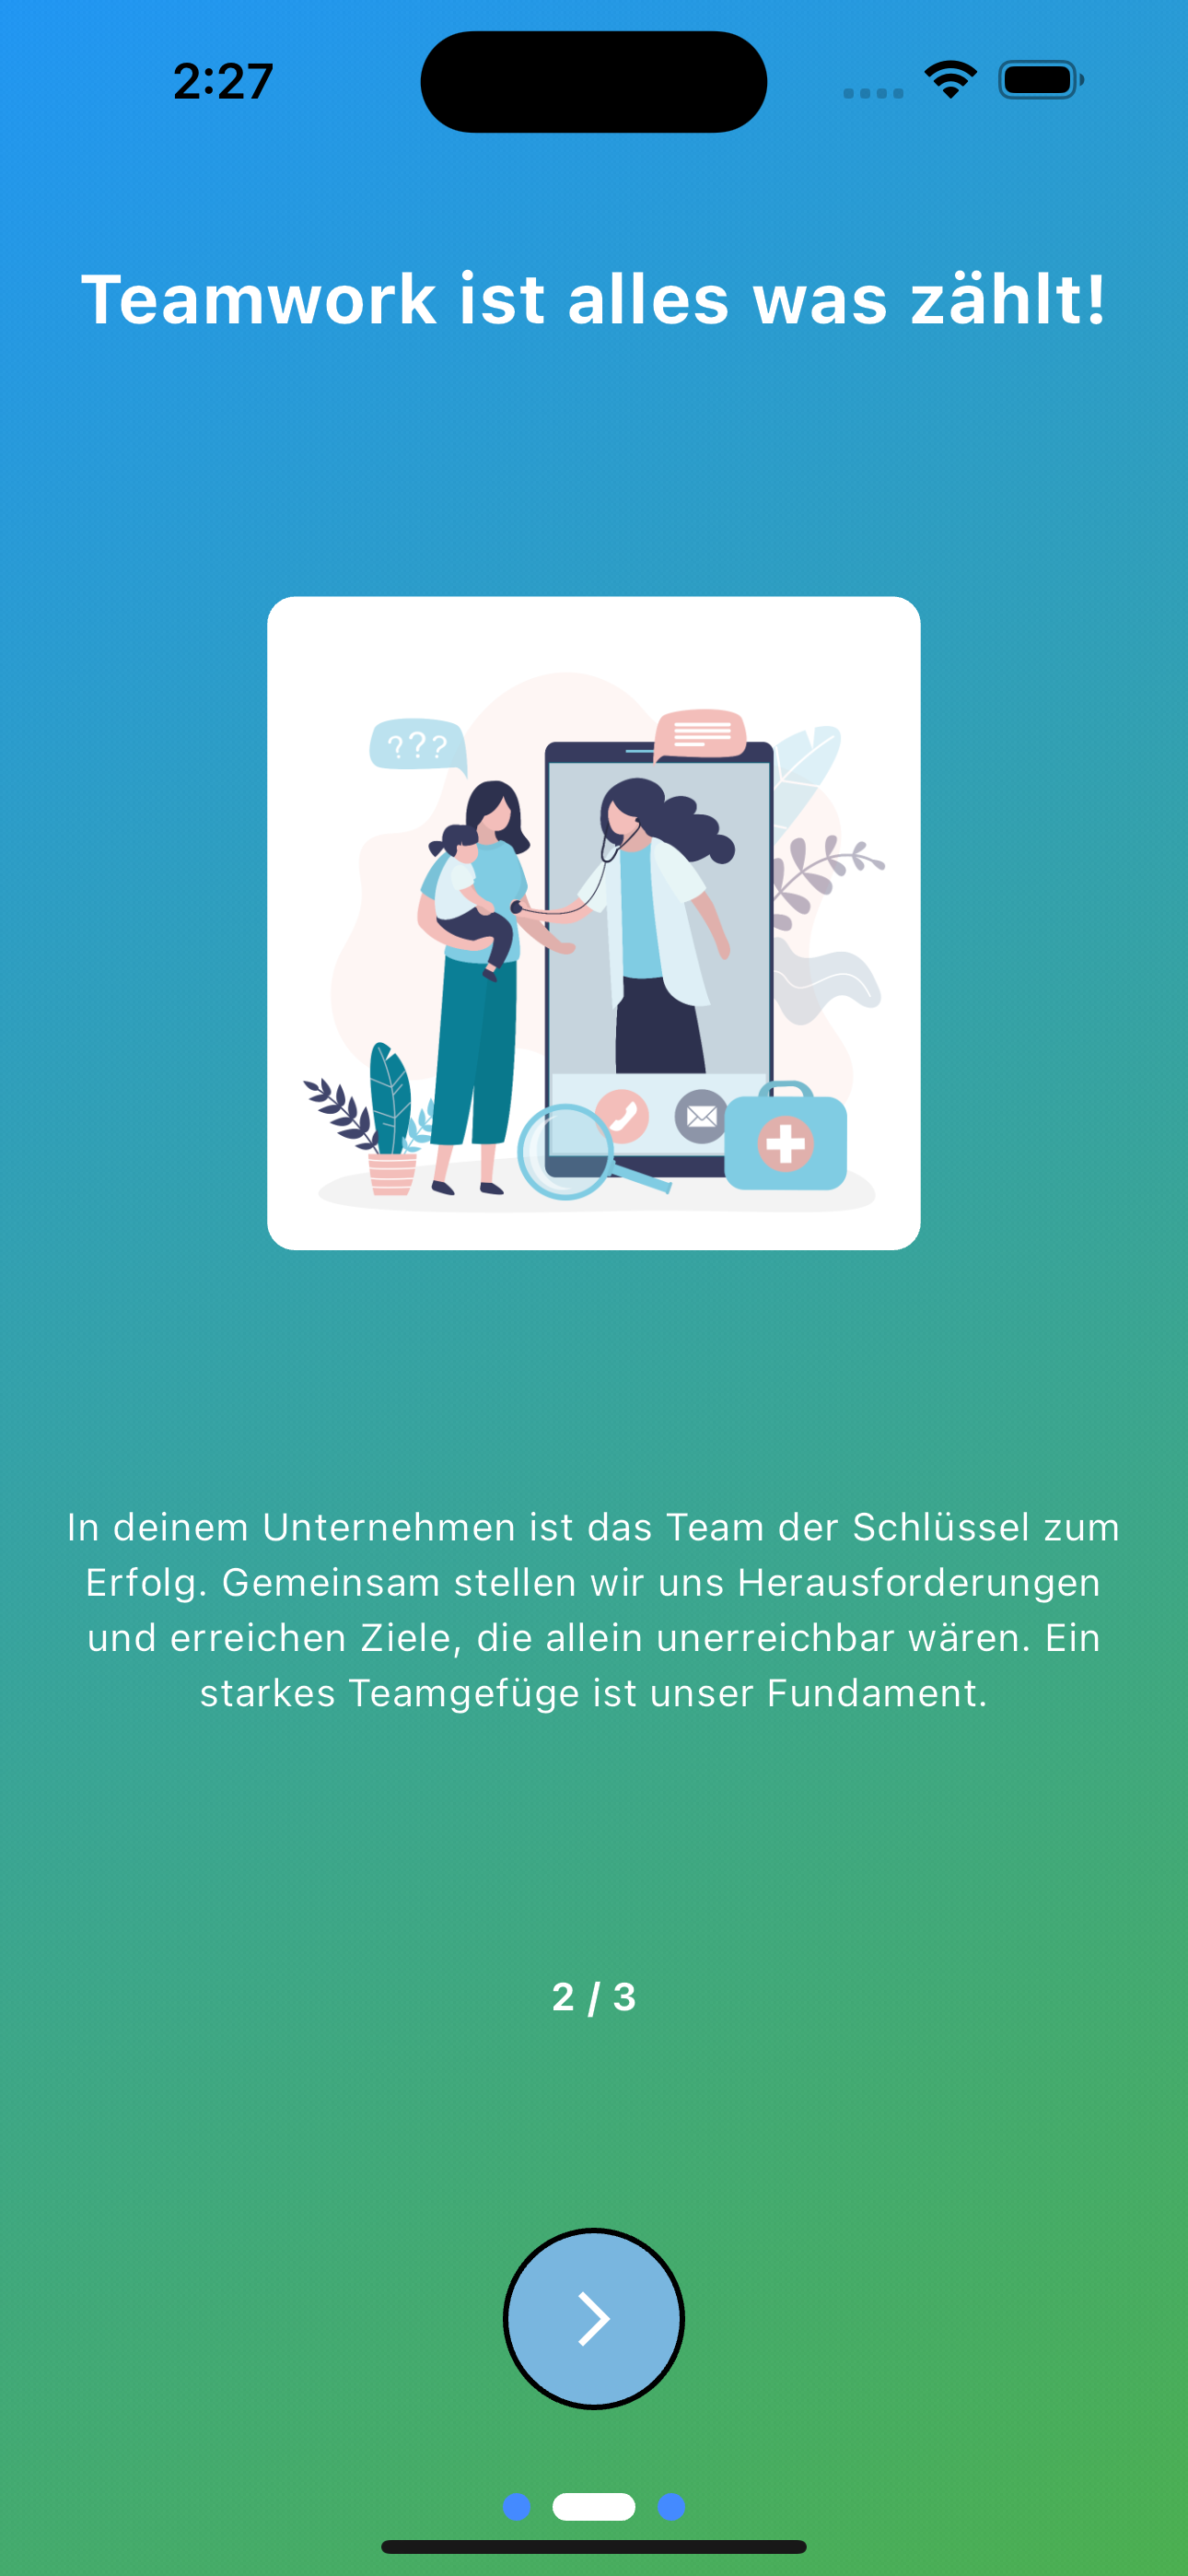 2:27
Teamwork ist alles was zählt!
???
In deinem Unternehmen ist das Team der Schlüssel zum
Erfolg. Gemeinsam stellen wir uns Herausforderungen
und erreichen Ziele, die allein unerreichbar wären. Ein
starkes Teamgefüge ist unser Fundament.
2 / 3